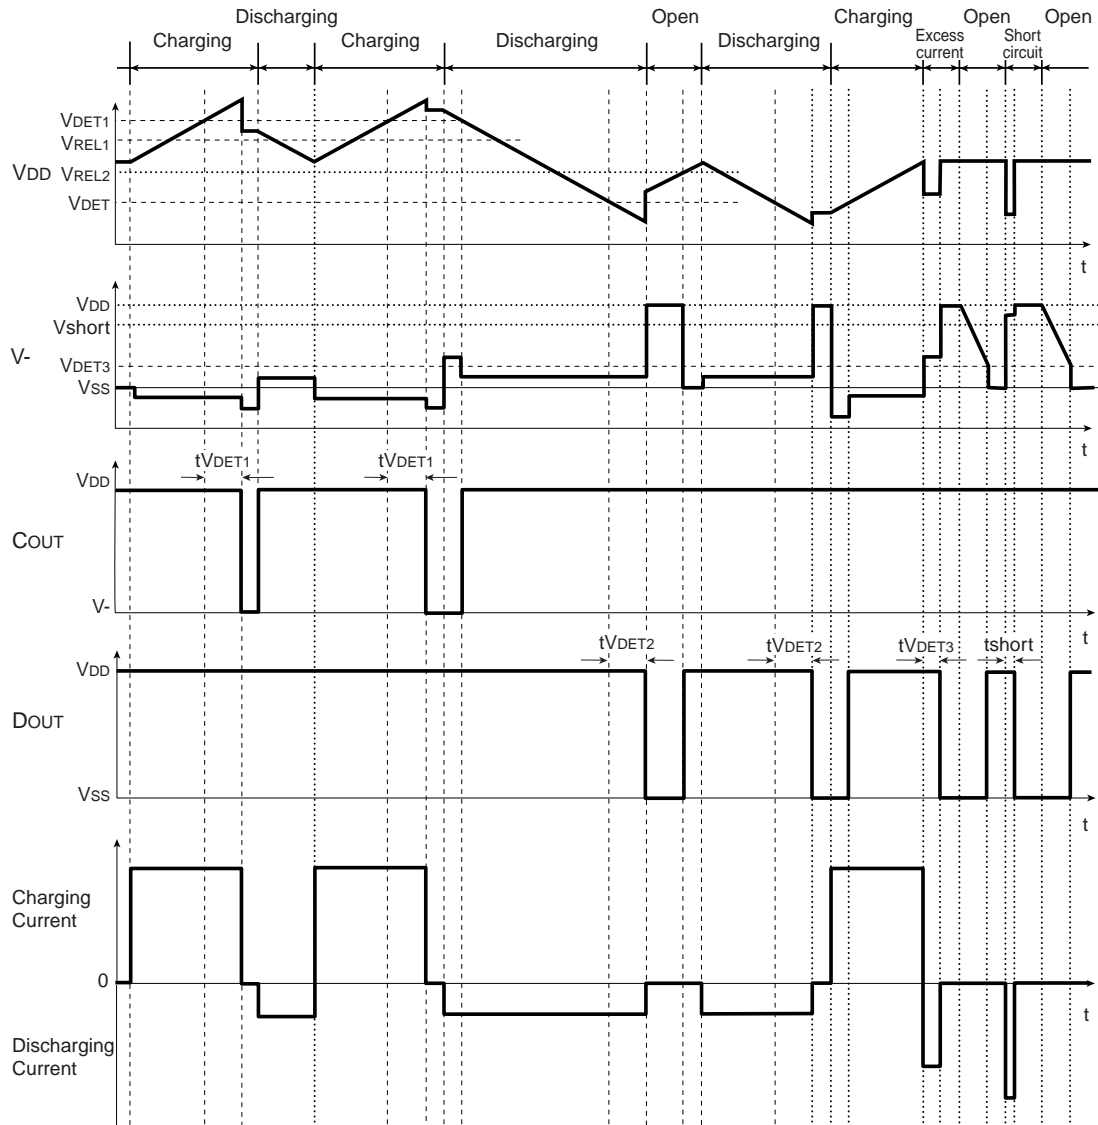 Discharging Open Charging Open Open
Charging Charging Discharging Discharging Excess current Short circuit
VDET1
VREL1
VDD VREL2
VDET
t
VDD
Vshort
V-
VDET3
VSS
t
tVDET1 tVDET1
VDD
COUT
V-
t
tVDET2 tVDET2 tVDET3 tshort
VDD
DOUT
VSS
t
Charging
Current
0
t
Discharging
Current